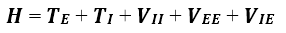 H = T_E + T_I + V_II + V_EE + V_IE